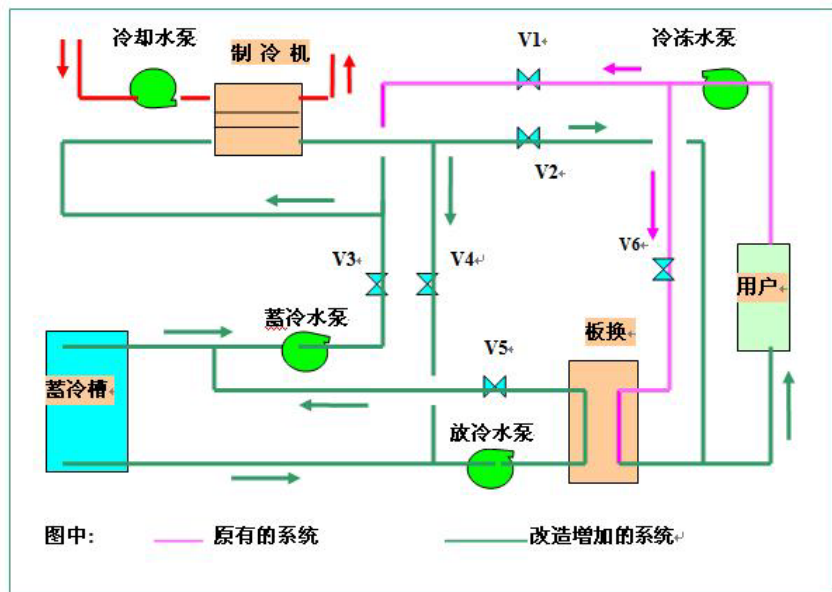 冷却水泵
制冷机
V1
冷冻水泵
V2
V3
V4
V6
用户
蓄冷水泵
V5
板换
蓄冷槽
放冷水泵
图中: 原有的系统 改造增加的系统